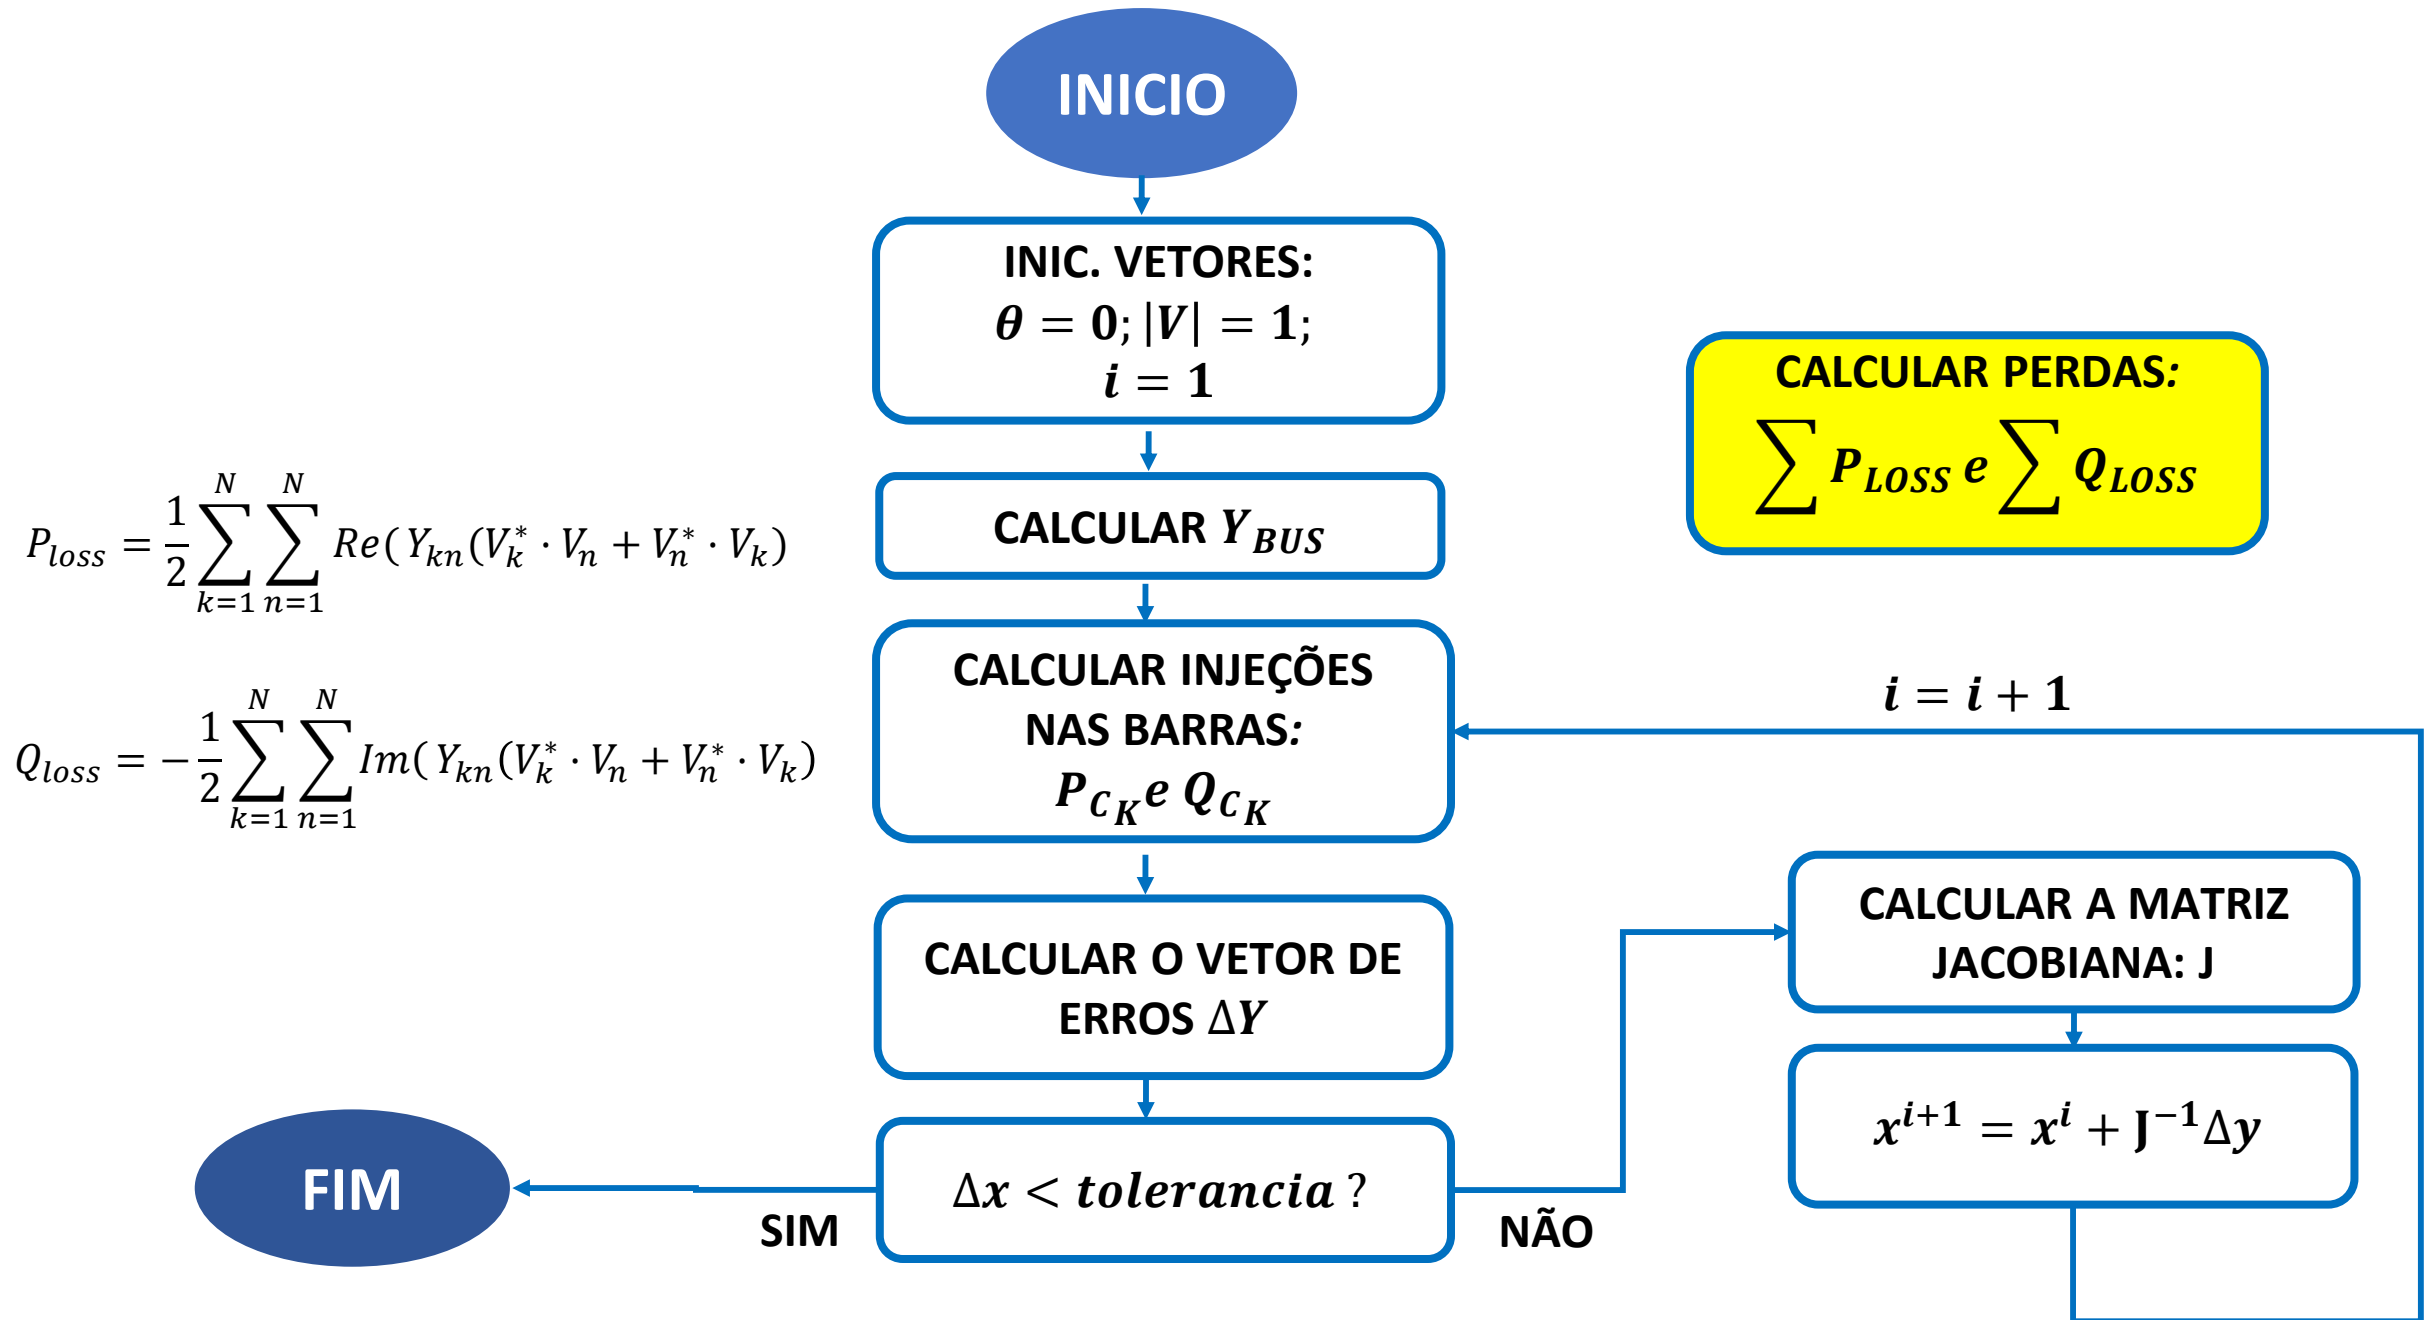 INICIO
INIC. VETORES:
θ = 0; |V| = 1;
i = 1
CALCULAR PERDAS:
∑ P_LOSS e ∑ Q_LOSS
CALCULAR Y_BUS
P_loss = 1/2 ∑_{k=1}^{N} ∑_{n=1}^{N} Re( Y_kn(V_k^* · V_n + V_n^* · V_k)
CALCULAR INJEÇÕES
NAS BARRAS:
P_{C_K} e Q_{C_K}
i = i + 1
Q_loss = − 1/2 ∑_{k=1}^{N} ∑_{n=1}^{N} Im( Y_kn(V_k^* · V_n + V_n^* · V_k)
CALCULAR O VETOR DE
ERROS ΔY
CALCULAR A MATRIZ
JACOBIANA: J
x^{i+1} = x^i + J^{−1}Δy
Δx < tolerancia ?
SIM
NÃO
FIM